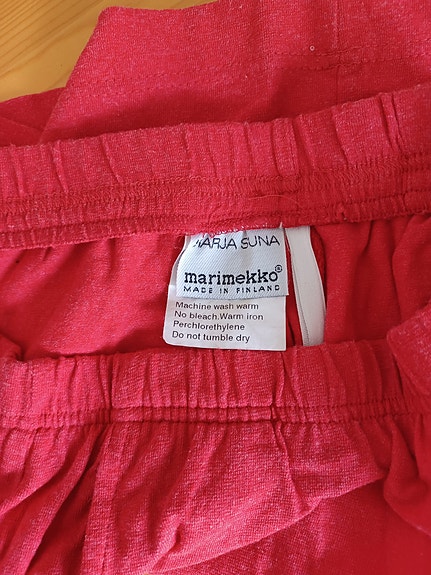 MARJA SUNA
marimekko®
MADE IN FINLAND
Machine wash warm
No bleach.Warm iron
Perchlorethylene
Do not tumble dry